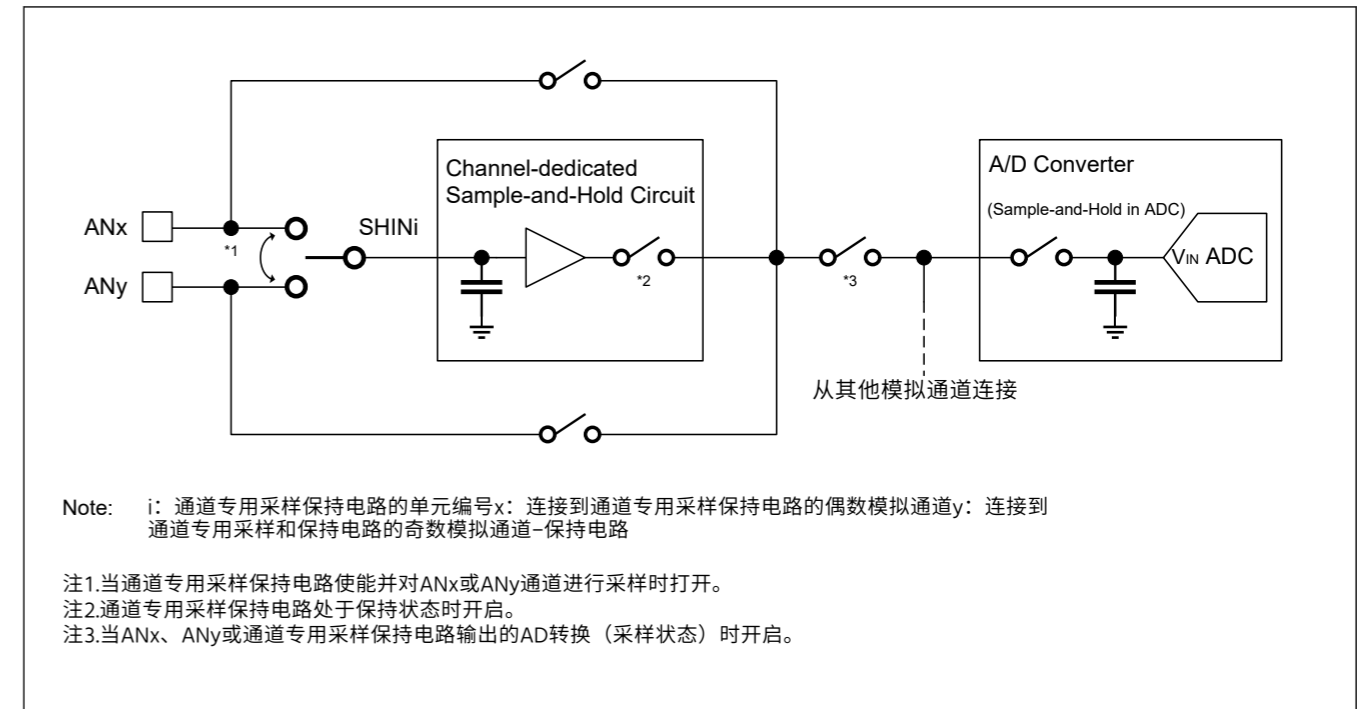 Channel-dedicated
Sample-and-Hold Circuit
A/D Converter
(Sample-and-Hold in ADC)
ANx
*1
SHINi
ANy
*2
*3
VIN ADC
从其他模拟通道连接
Note: i：通道专用采样保持电路的单元编号x：连接到通道专用采样保持电路的偶数模拟通道y：连接到
通道专用采样和保持电路的奇数模拟通道–保持电路
注1.当通道专用采样保持电路使能并对ANx或ANy通道进行采样时打开。
注2.通道专用采样保持电路处于保持状态时开启。
注3.当ANx、ANy或通道专用采样保持电路输出的AD转换（采样状态）时开启。